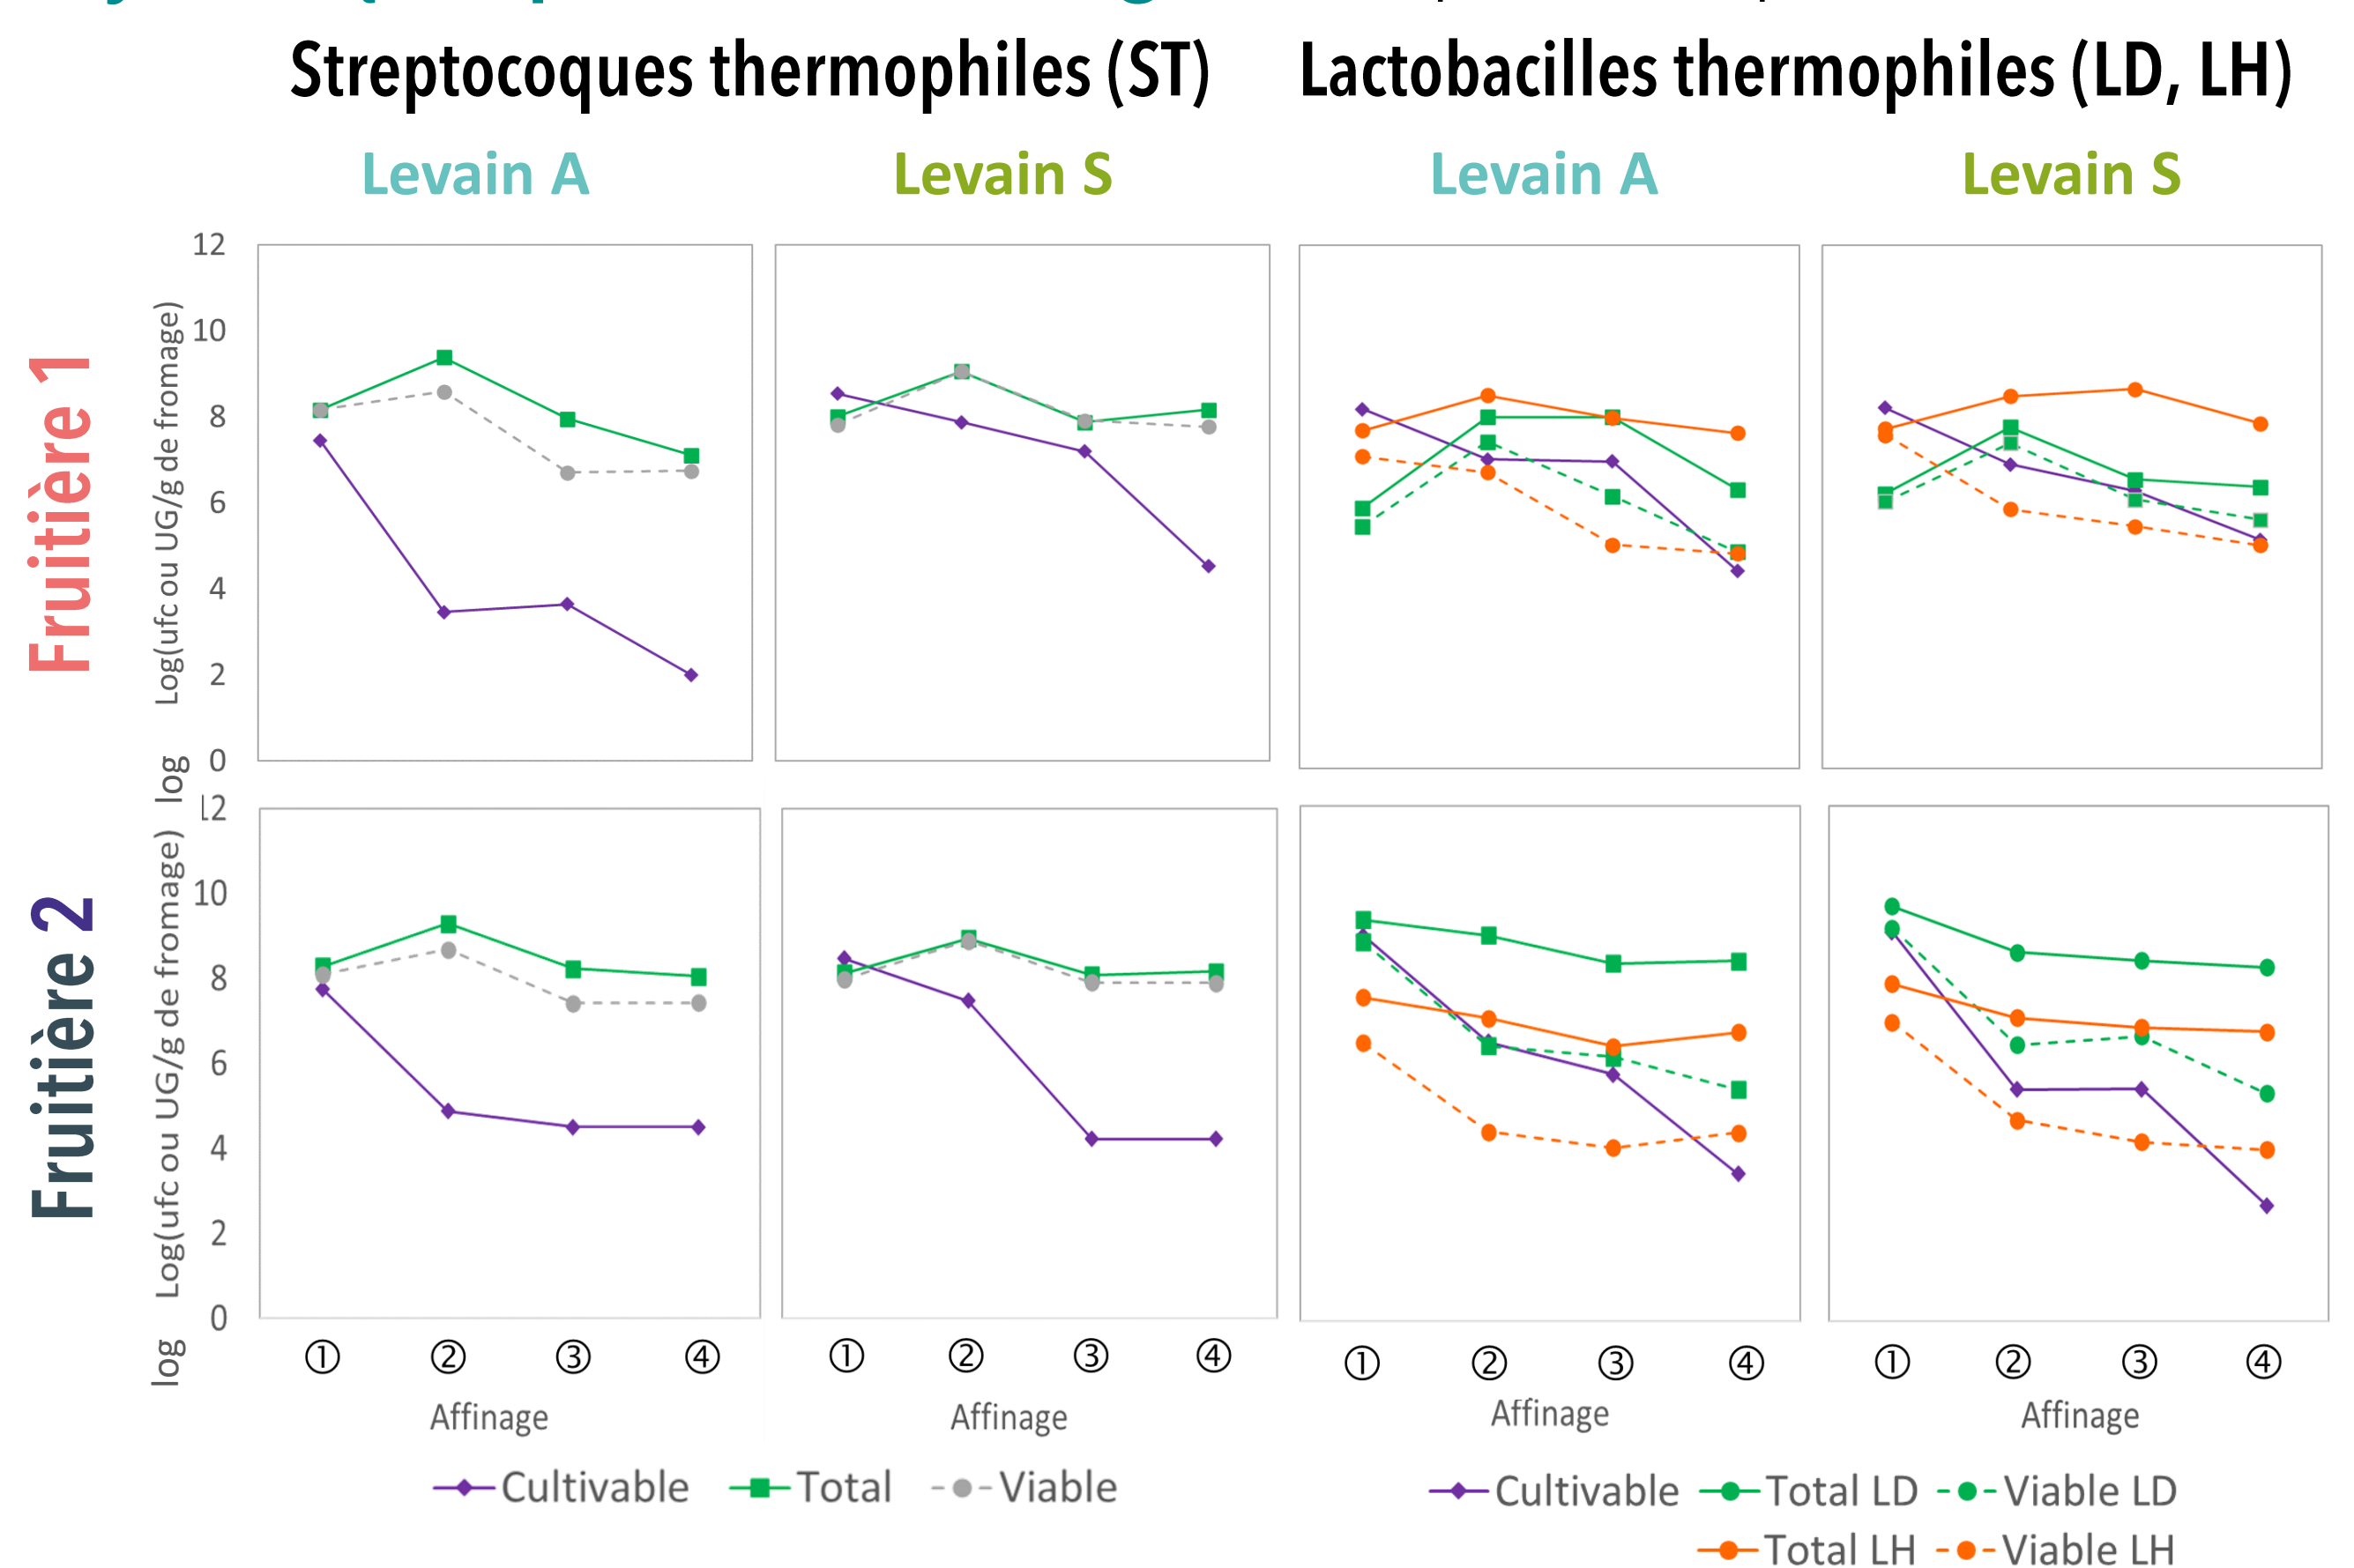 Streptocoques thermophiles (ST) Lactobacilles thermophiles (LD, LH)
Levain A Levain S Levain A Levain S
Fruitière 1
Log(ufc ou UG/g de fromage)
12
10
8
6
4
2
0
log
Fruitière 2
Log(ufc ou UG/g de fromage)
12
10
8
6
4
2
0
log
① ② ③ ④ ① ② ③ ④ ① ② ③ ④ ① ② ③ ④
Affinage Affinage Affinage Affinage
Cultivable Total Viable
Cultivable Total LD Viable LD
Total LH Viable LH